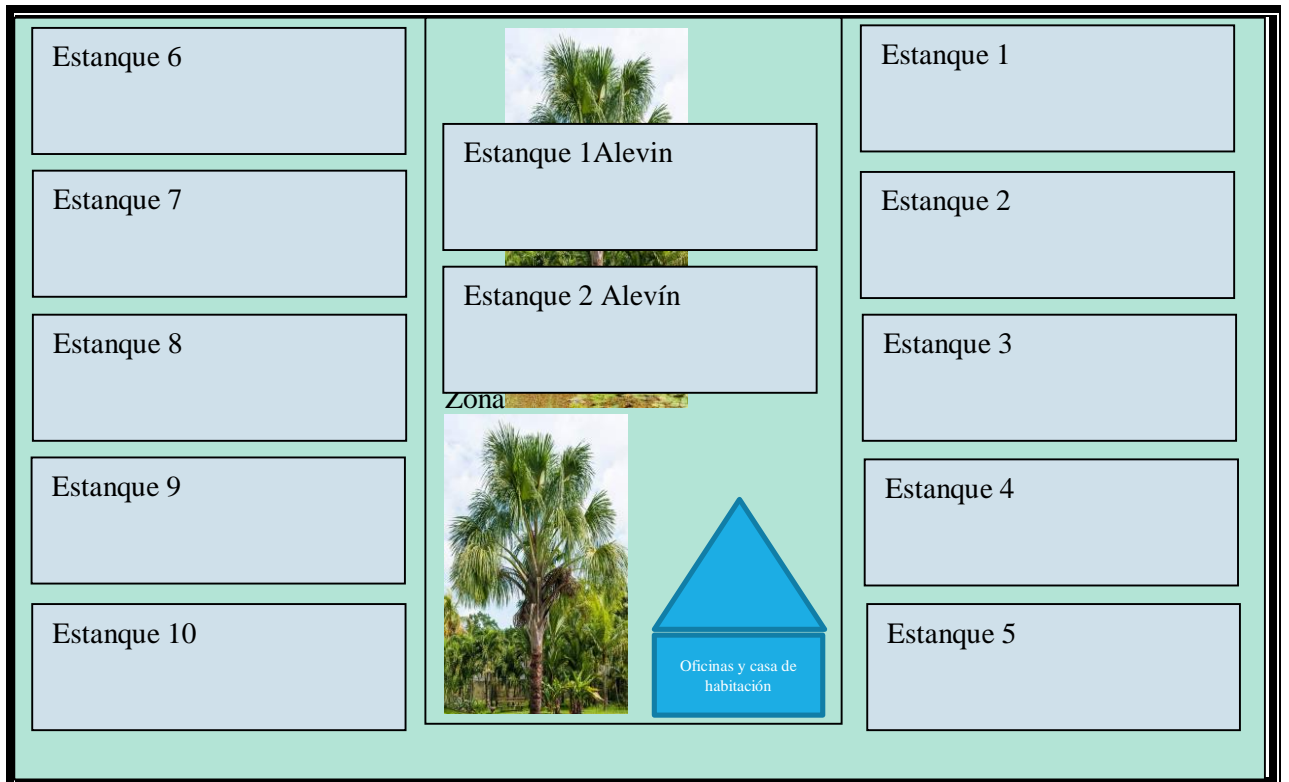 Estanque 6
Estanque 7
Estanque 8
Estanque 9
Estanque 10
Estanque 1Alevin
Estanque 2 Alevín
Zona
Oficinas y casa de
habitación
Estanque 1
Estanque 2
Estanque 3
Estanque 4
Estanque 5